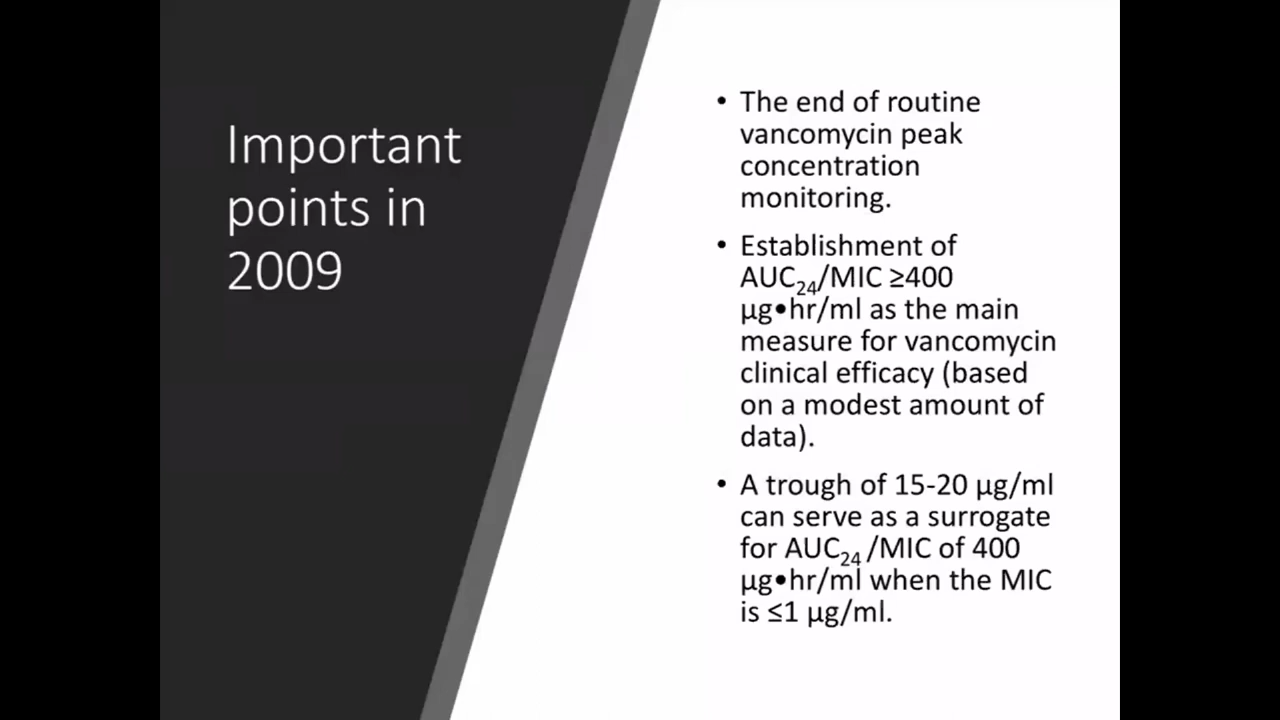 Important
points in
2009
• The end of routine
vancomycin peak
concentration
monitoring.
• Establishment of
AUC₂₄/MIC ≥400
µg•hr/ml as the main
measure for vancomycin
clinical efficacy (based
on a modest amount of
data).
• A trough of 15-20 µg/ml
can serve as a surrogate
for AUC₂₄ /MIC of 400
µg•hr/ml when the MIC
is ≤1 µg/ml.